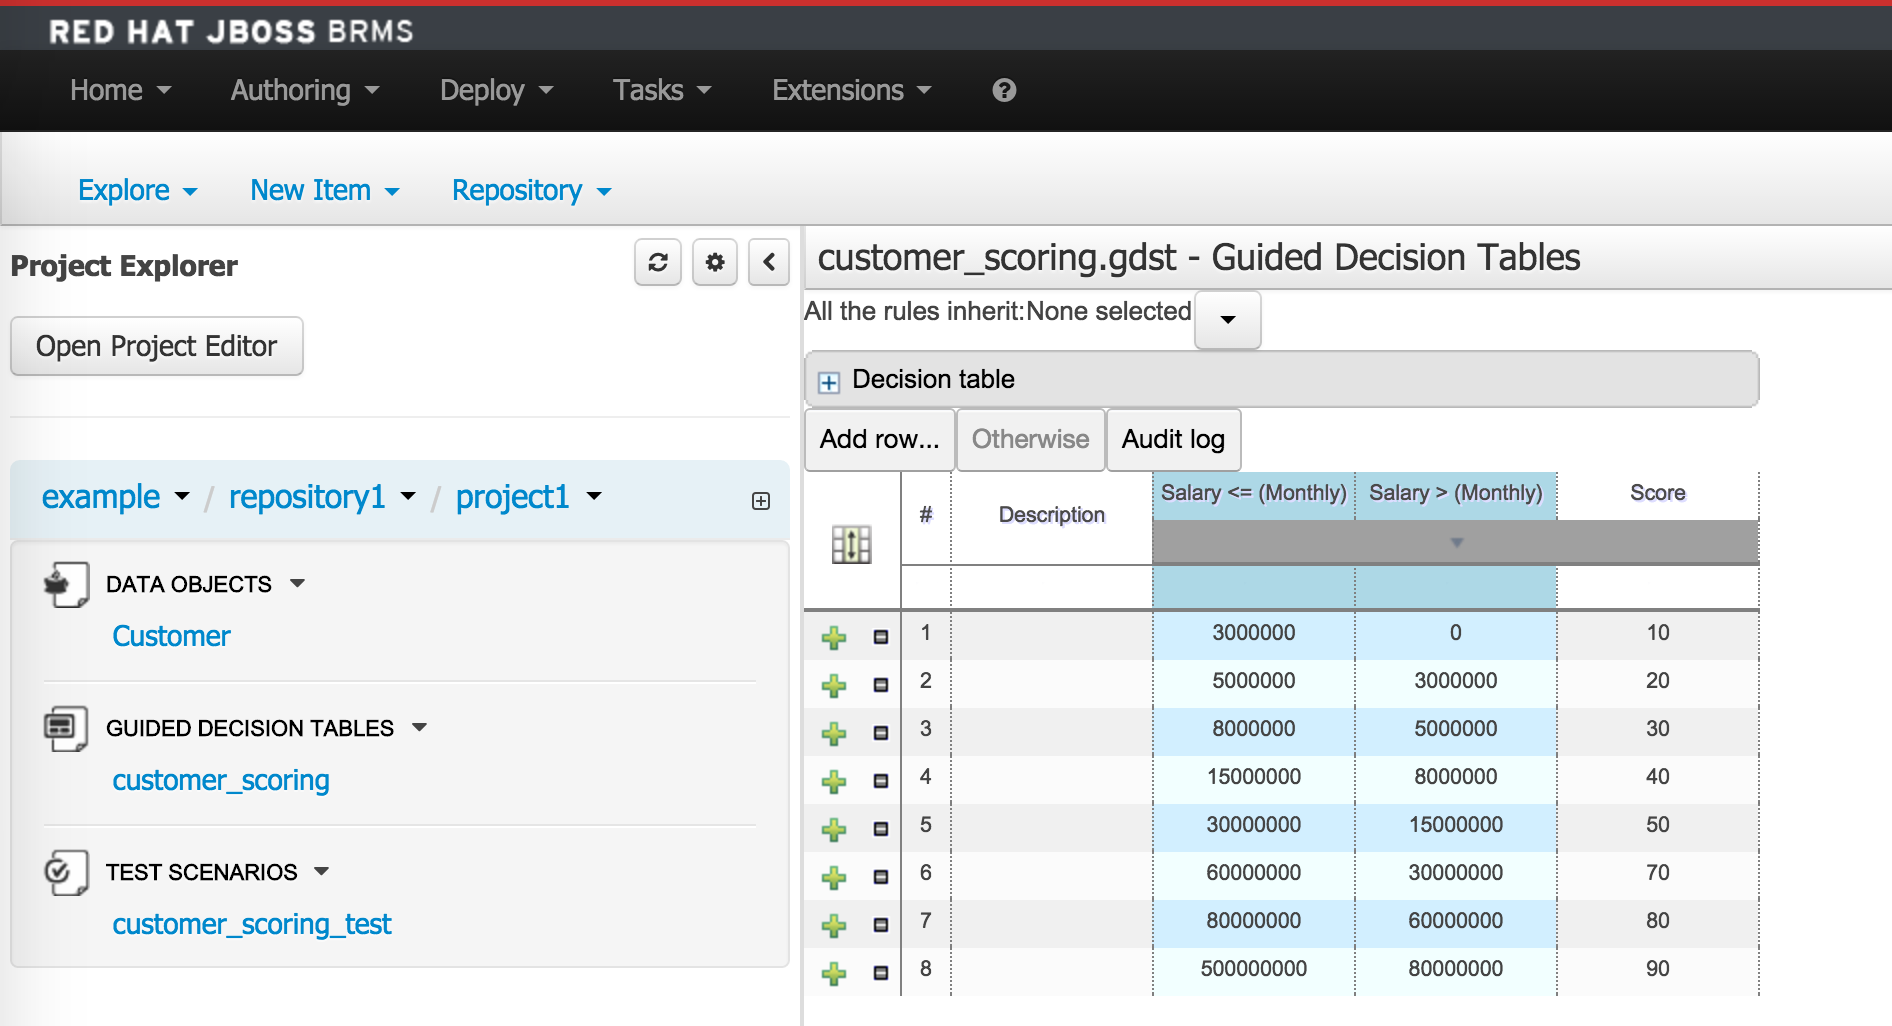 RED HAT JBOSS BRMS
Home Authoring Deploy Tasks Extensions ?
Explore New Item Repository
Project Explorer
Open Project Editor
example / repository1 / project1
DATA OBJECTS
Customer
GUIDED DECISION TABLES
customer_scoring
TEST SCENARIOS
customer_scoring_test
customer_scoring.gdst - Guided Decision Tables
All the rules inherit:None selected
Decision table
Add row... Otherwise Audit log
# Description Salary <= (Monthly) Salary > (Monthly) Score
1 3000000 0 10
2 5000000 3000000 20
3 8000000 5000000 30
4 15000000 8000000 40
5 30000000 15000000 50
6 60000000 30000000 70
7 80000000 60000000 80
8 500000000 80000000 90